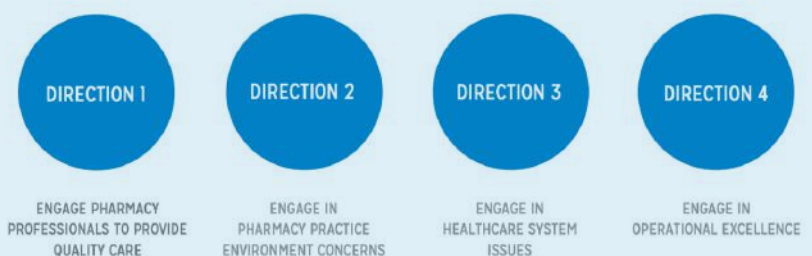 DIRECTION 1
DIRECTION 2
DIRECTION 3
DIRECTION 4
ENGAGE PHARMACY
PROFESSIONALS TO PROVIDE
QUALITY CARE
ENGAGE IN
PHARMACY PRACTICE
ENVIRONMENT CONCERNS
ENGAGE IN
HEALTHCARE SYSTEM
ISSUES
ENGAGE IN
OPERATIONAL EXCELLENCE